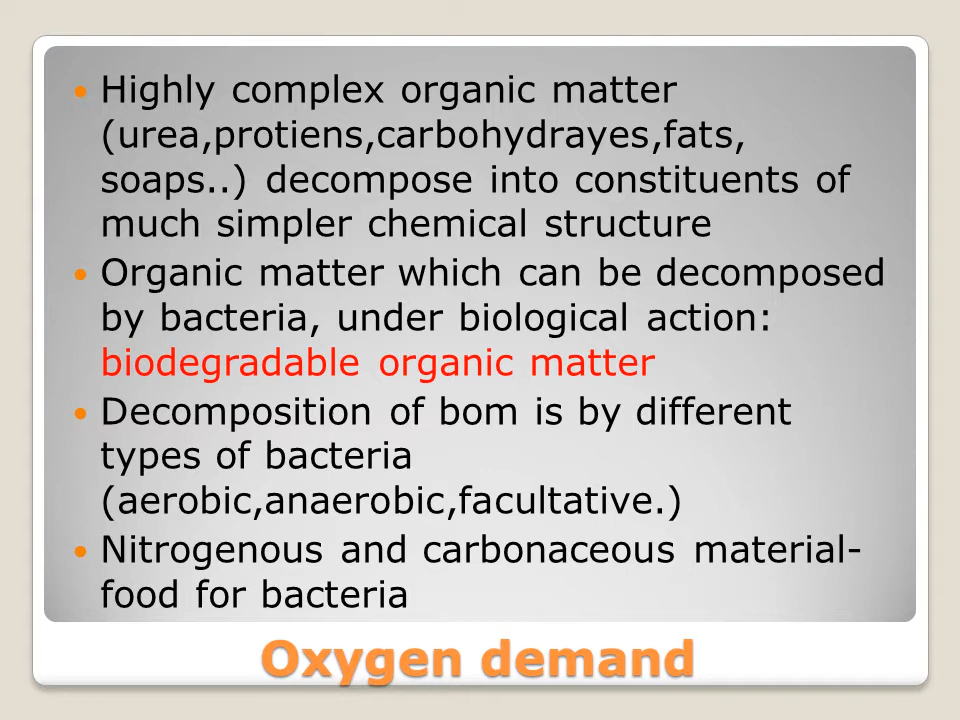 Highly complex organic matter
(urea,protiens,carbohydrayes,fats,
soaps..) decompose into constituents of
much simpler chemical structure
Organic matter which can be decomposed
by bacteria, under biological action:
biodegradable organic matter
Decomposition of bom is by different
types of bacteria
(aerobic,anaerobic,facultative.)
Nitrogenous and carbonaceous material-
food for bacteria
Oxygen demand